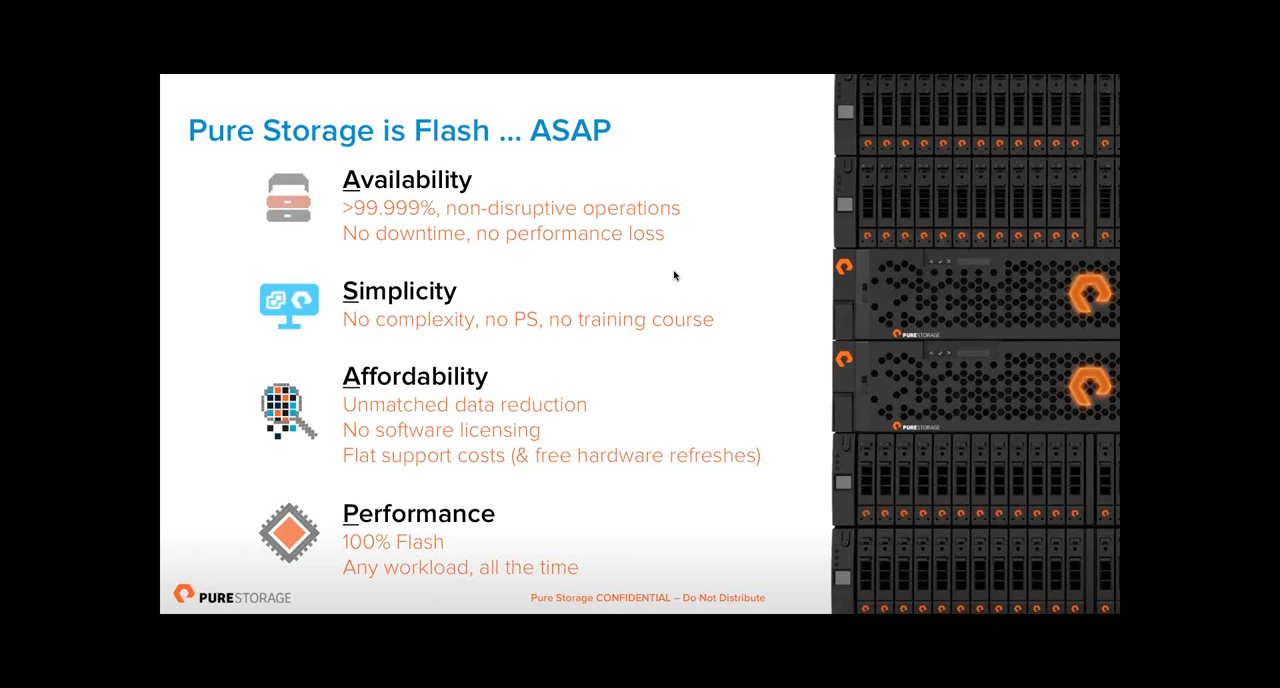 Pure Storage is Flash ... ASAP
Availability
>99.999%, non-disruptive operations
No downtime, no performance loss
Simplicity
No complexity, no PS, no training course
Affordability
Unmatched data reduction
No software licensing
Flat support costs (& free hardware refreshes)
Performance
100% Flash
Any workload, all the time
PURESTORAGE
Pure Storage CONFIDENTIAL – Do Not Distribute
PURESTORAGE
PURESTORAGE